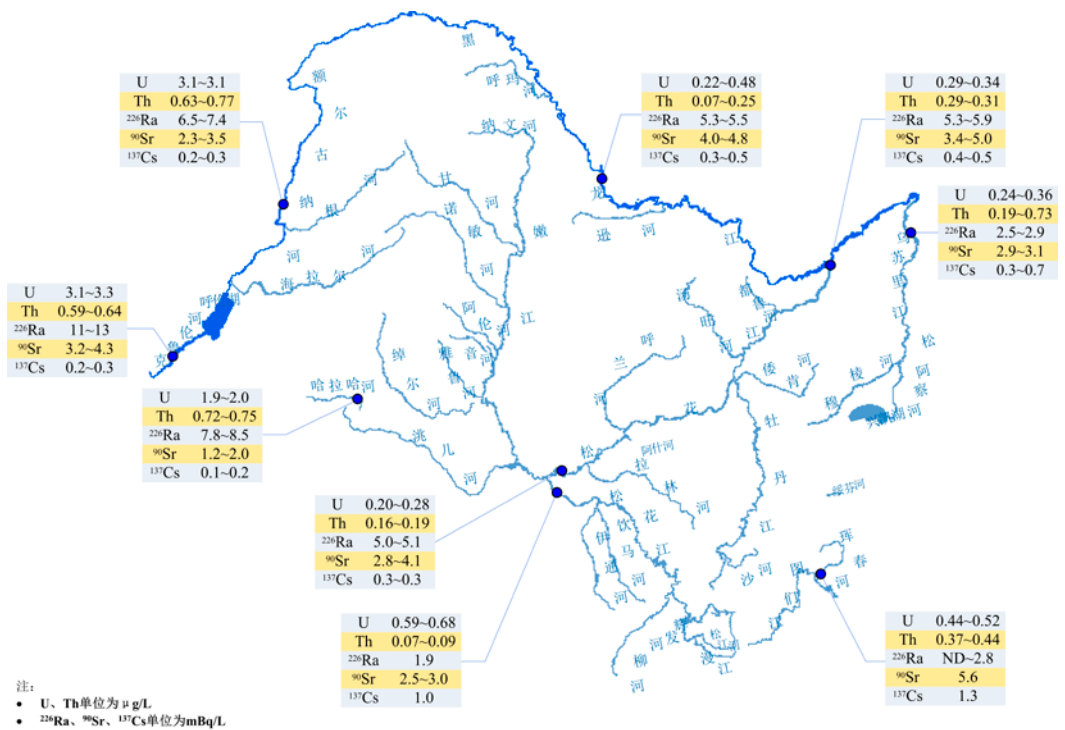 U 3.1~3.1
Th 0.63~0.77
²²⁶Ra 6.5~7.4
⁹⁰Sr 2.3~3.5
¹³⁷Cs 0.2~0.3
U 0.22~0.48
Th 0.07~0.25
²²⁶Ra 5.3~5.5
⁹⁰Sr 4.0~4.8
¹³⁷Cs 0.3~0.5
U 0.29~0.34
Th 0.29~0.31
²²⁶Ra 5.3~5.9
⁹⁰Sr 3.4~5.0
¹³⁷Cs 0.4~0.5
U 0.24~0.36
Th 0.19~0.73
²²⁶Ra 2.5~2.9
⁹⁰Sr 2.9~3.1
¹³⁷Cs 0.3~0.7
U 3.1~3.3
Th 0.59~0.64
²²⁶Ra 11~13
⁹⁰Sr 3.2~4.3
¹³⁷Cs 0.2~0.3
U 1.9~2.0
Th 0.72~0.75
²²⁶Ra 7.8~8.5
⁹⁰Sr 1.2~2.0
¹³⁷Cs 0.1~0.2
U 0.20~0.28
Th 0.16~0.19
²²⁶Ra 5.0~5.1
⁹⁰Sr 2.8~4.1
¹³⁷Cs 0.3~0.3
U 0.59~0.68
Th 0.07~0.09
²²⁶Ra 1.9
⁹⁰Sr 2.5~3.0
¹³⁷Cs 1.0
U 0.44~0.52
Th 0.37~0.44
²²⁶Ra ND~2.8
⁹⁰Sr 5.6
¹³⁷Cs 1.3
黑龙江
呼玛河
额尔古纳河
纳文河
根河
甘河
诺敏河
嫩江
逊河
海拉尔河
呼伦湖
克鲁伦河
阿伦河
音河
雅鲁河
绰尔河
哈拉哈河
洮儿河
汤旺河
都鲁河
呼兰河
松花江
倭肯河
穆棱河
乌苏里江
松阿察河
兴凯湖
牡丹江
阿什河
拉林河
绥芬河
松花江
饮马河
伊通河
沙河
图们江
珲春河
辉发河
柳河
漫江
注：
• U、Th单位为μg/L
• ²²⁶Ra、⁹⁰Sr、¹³⁷Cs单位为mBq/L